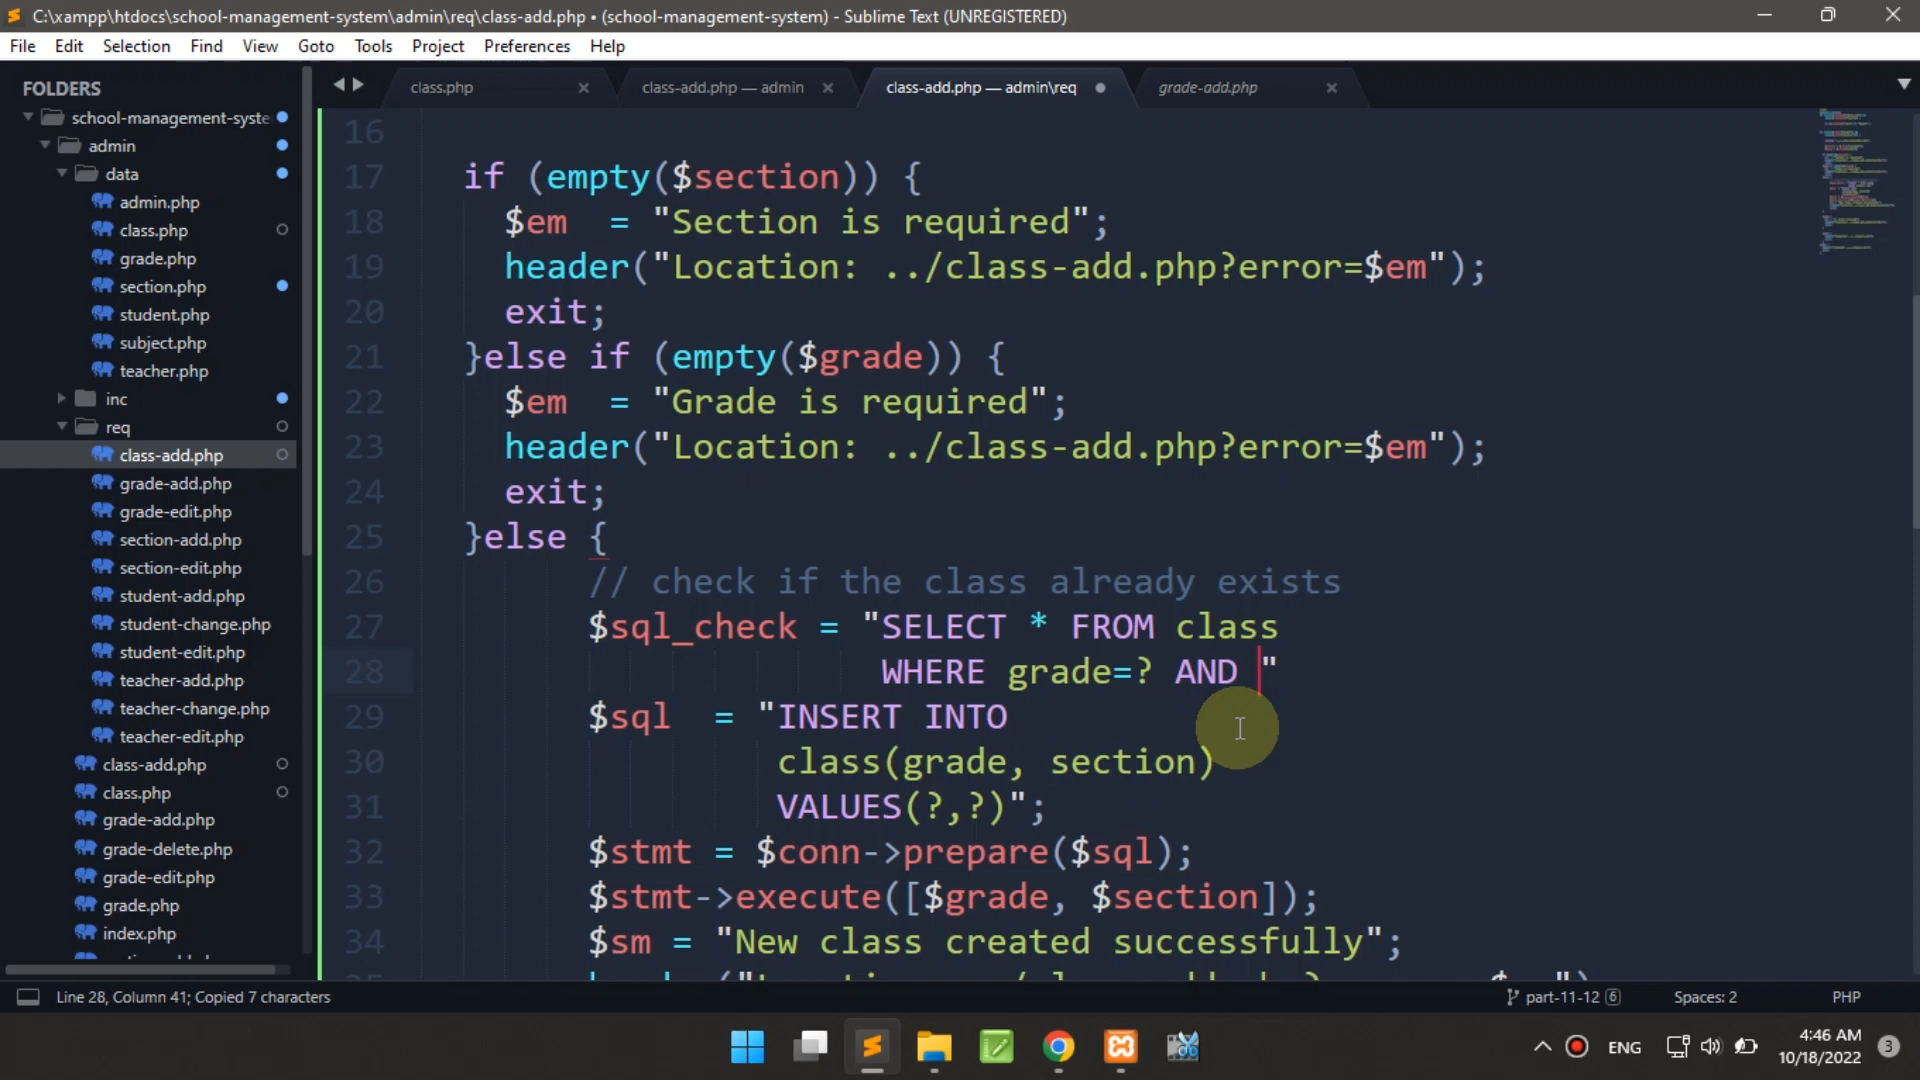 C:\xampp\htdocs\school-management-system\admin\req\class-add.php • (school-management-system) - Sublime Text (UNREGISTERED)
File Edit Selection Find View Goto Tools Project Preferences Help
FOLDERS
school-management-syste
admin
data
admin.php
class.php
grade.php
section.php
student.php
subject.php
teacher.php
inc
req
class-add.php
grade-add.php
grade-edit.php
section-add.php
section-edit.php
student-add.php
student-change.php
student-edit.php
teacher-add.php
teacher-change.php
teacher-edit.php
class-add.php
class.php
grade-add.php
grade-delete.php
grade-edit.php
grade.php
index.php
class.php
class-add.php — admin
class-add.php — admin\req
grade-add.php
16
17 if (empty($section)) {
18 $em  = "Section is required";
19 header("Location: ../class-add.php?error=$em");
20 exit;
21 }else if (empty($grade)) {
22 $em  = "Grade is required";
23 header("Location: ../class-add.php?error=$em");
24 exit;
25 }else {
26 // check if the class already exists
27 $sql_check = "SELECT * FROM class
28 WHERE grade=? AND "
29 $sql  = "INSERT INTO
30 class(grade, section)
31 VALUES(?,?)";
32 $stmt = $conn->prepare($sql);
33 $stmt->execute([$grade, $section]);
34 $sm = "New class created successfully";
Line 28, Column 41; Copied 7 characters
part-11-12 6
Spaces: 2
PHP
ENG
4:46 AM
10/18/2022
3